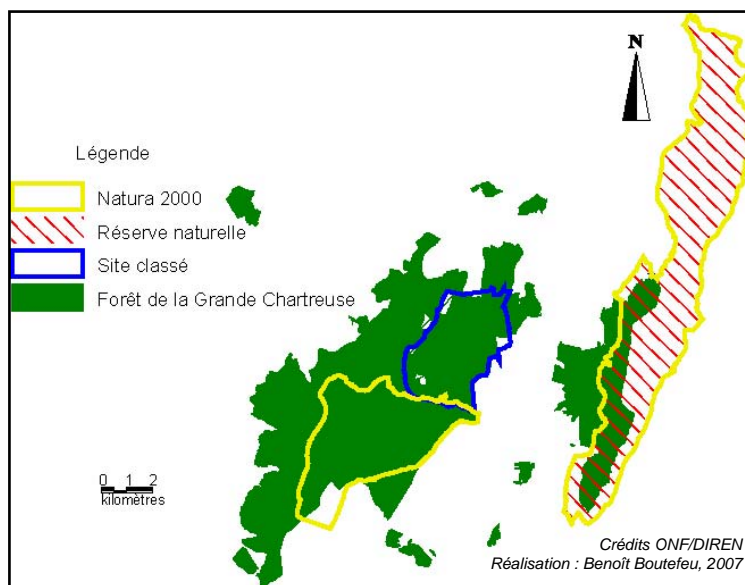 N
Légende
Natura 2000
Réserve naturelle
Site classé
Forêt de la Grande Chartreuse
0 1 2
kilomètres
Crédits ONF/DIREN
Réalisation : Benoît Boutefeu, 2007